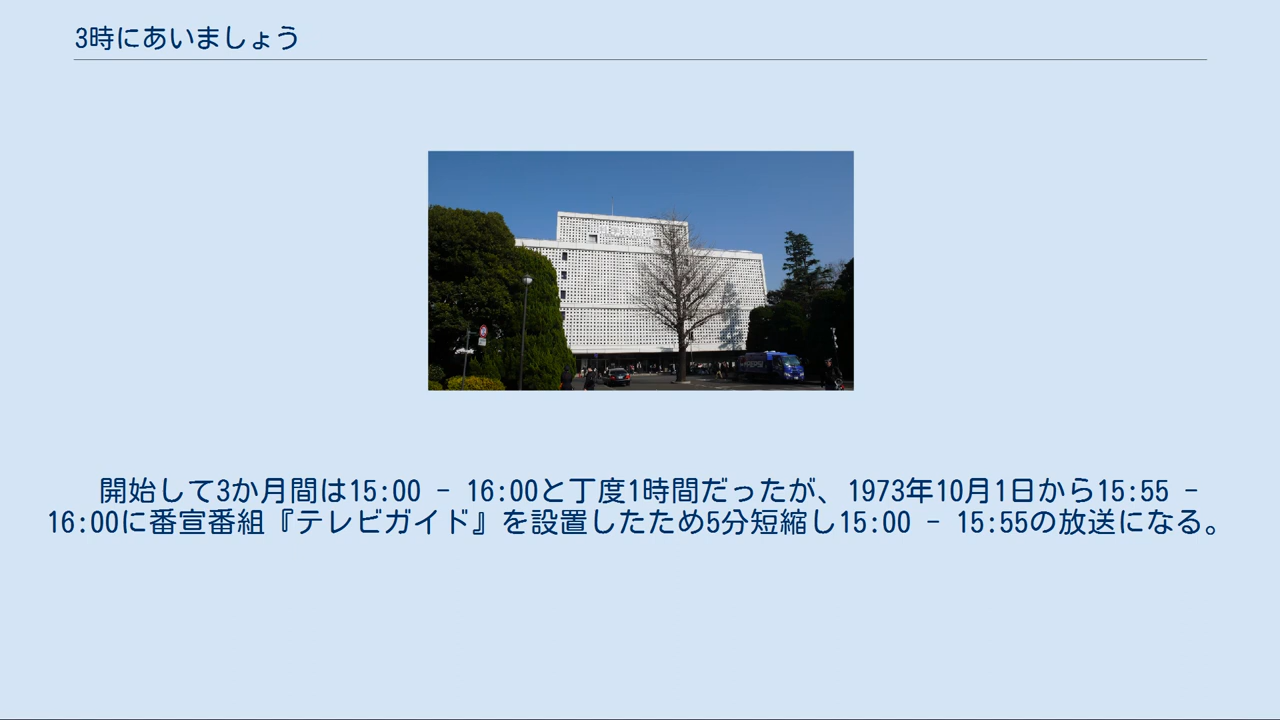 3時にあいましょう
開始して3か月間は15:00 - 16:00と丁度1時間だったが、1973年10月1日から15:55 -
16:00に番宣番組『テレビガイド』を設置したため5分短縮し15:00 - 15:55の放送になる。